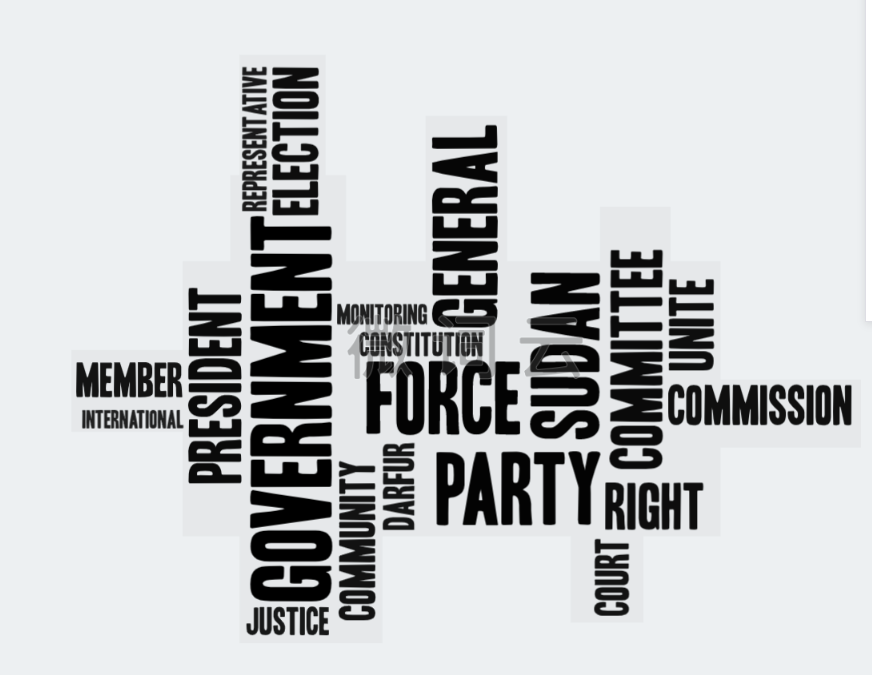 REPRESENTATIVE
ELECTION
GENERAL
GOVERNMENT
PRESIDENT
MONITORING
CONSTITUTION
微词云
SUDAN
COMMITTEE
UNITE
MEMBER
INTERNATIONAL
FORCE
COMMISSION
DARFUR
COMMUNITY
PARTY
RIGHT
COURT
JUSTICE